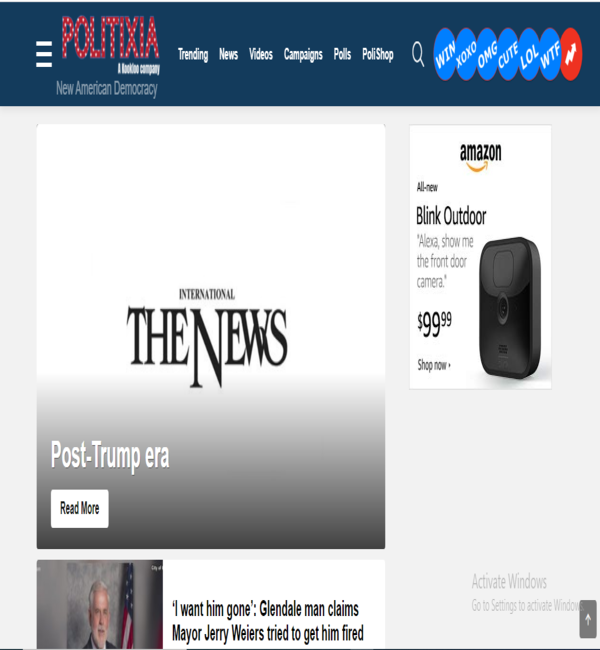 POLITIXIA
A Hookloo company
New American Democracy
Trending News Videos Campaigns Polls PoliShop
WIN XOXO OMG CUTE LOL WTF
amazon
All-new
Blink Outdoor
"Alexa, show me
the front door
camera."
$99 99
Shop now ›
INTERNATIONAL
THE NEWS
Post-Trump era
Read More
City of
'I want him gone': Glendale man claims
Mayor Jerry Weiers tried to get him fired
Activate Windows
Go to Settings to activate Windows